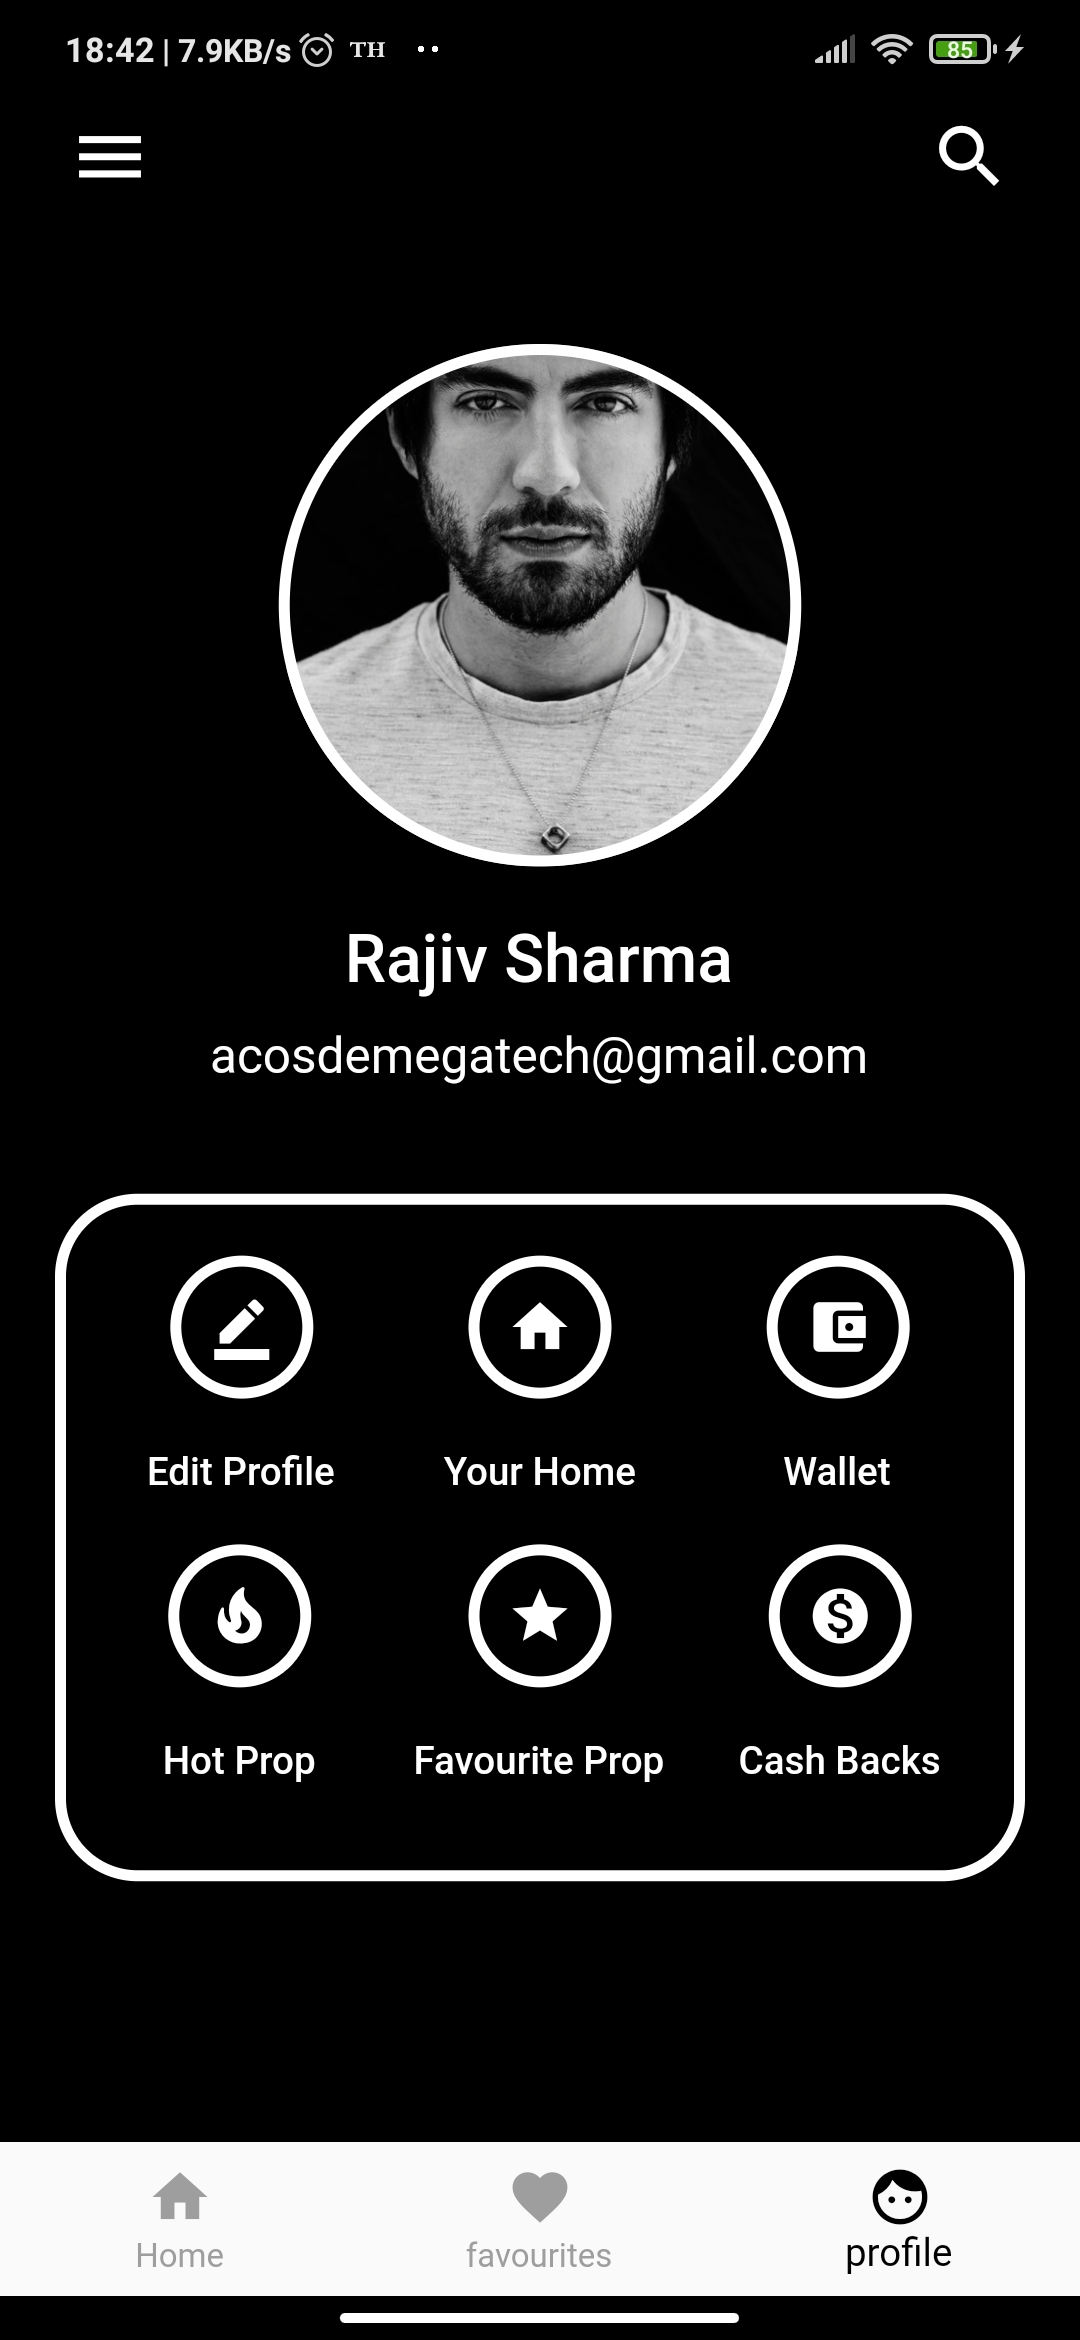 18:42 | 7.9KB/s TH
85
Rajiv Sharma
acosdemegatech@gmail.com
Edit Profile Your Home Wallet
Hot Prop Favourite Prop Cash Backs
Home favourites profile